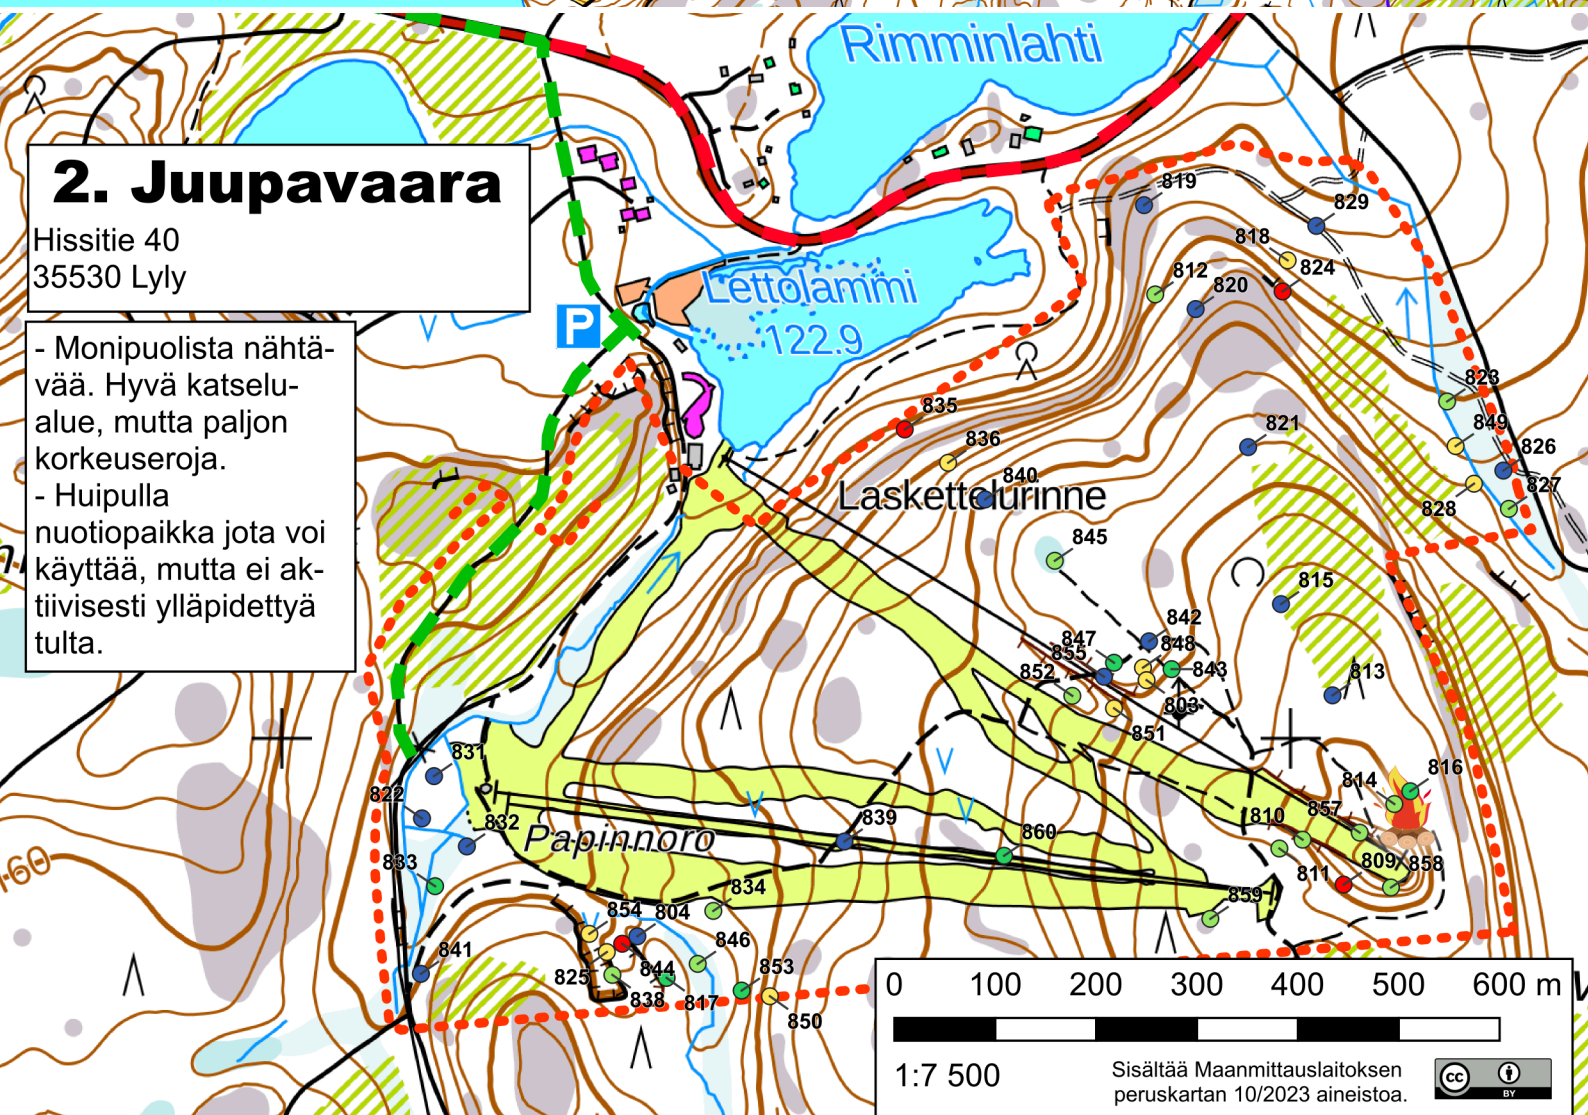 Rimminlahti
2. Juupavaara
Hissitie 40
35530 Lyly
- Monipuolista nähtä-
vää. Hyvä katselu-
alue, mutta paljon
korkeuseroja.
- Huipulla
nuotiopaikka jota voi
käyttää, mutta ei ak-
tiivisesti ylläpidettyä
tulta.
P
Lettolammi
122.9
819
829
818
824
812
820
823
835
821
849
836
826
840
827
Laskettelurinne
828
845
815
842
847
848
855
843
852
813
803
851
831
814
816
822
857
810
839
832
Papinnoro
860
833
809
858
811
160
834
859
854
804
846
841
844
853
825
838
817
850
0 100 200 300 400 500 600 m
1:7 500
Sisältää Maanmittauslaitoksen
peruskartan 10/2023 aineistoa.
cc
BY